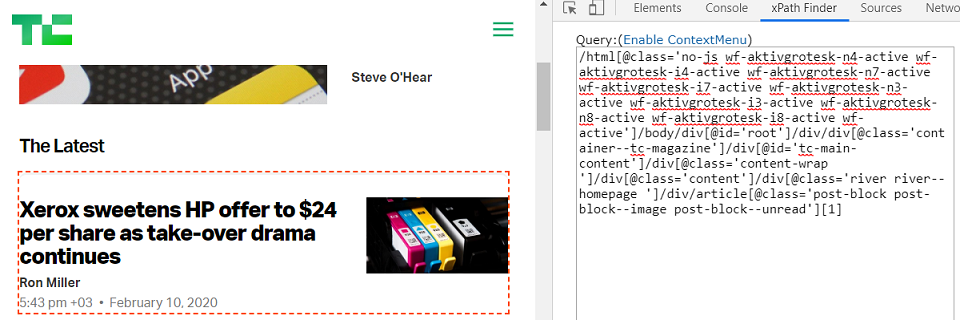 TC
App
Steve O'Hear
The Latest
Xerox sweetens HP offer to $24
per share as take-over drama
continues
Ron Miller
5:43 pm +03 • February 10, 2020
Elements Console xPath Finder Sources Netwo
Query:(Enable ContextMenu)
/html[@class='no-js wf-aktivgrotesk-n4-active wf-
aktivgrotesk-i4-active wf-aktivgrotesk-n7-active
wf-aktivgrotesk-i7-active wf-aktivgrotesk-n3-
active wf-aktivgrotesk-i3-active wf-aktivgrotesk-
n8-active wf-aktivgrotesk-i8-active wf-
active']/body/div[@id='root']/div/div[@class='cont
ainer--tc-magazine']/div[@id='tc-main-
content']/div[@class='content-wrap
']/div[@class='content']/div[@class='river river--
homepage ']/div/article[@class='post-block post-
block--image post-block--unread'][1]